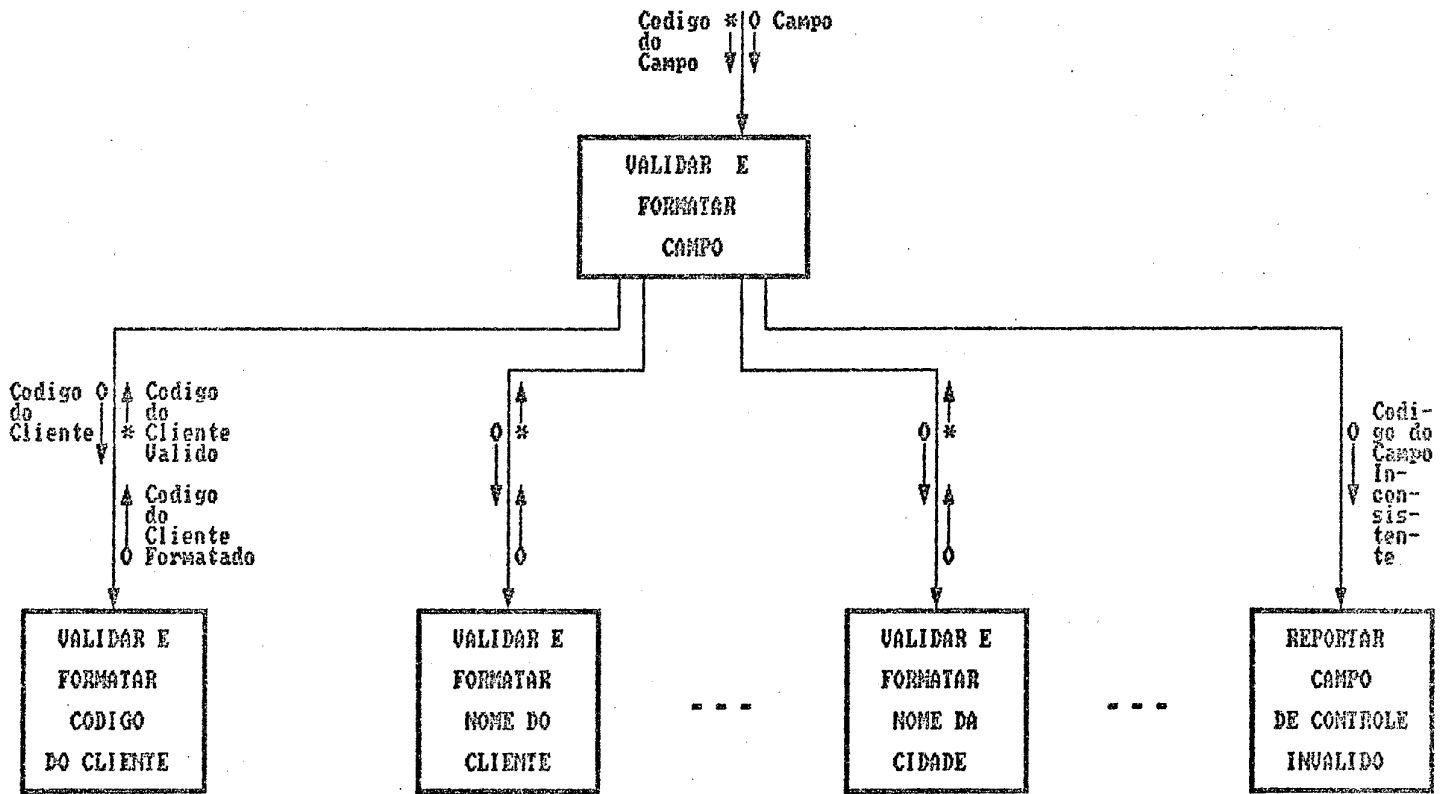 Codigo * O Campo
do
Campo
VALIDAR E
FORMATAR
CAMPO
Codigo O
do
Cliente
Codigo
do
* Cliente
Valido
Codigo
do
Cliente
O Formatado
O *
O
O *
O
Codi-
O go do
Campo
In-
con-
sis-
ten-
te
VALIDAR E
FORMATAR
CODIGO
DO CLIENTE
VALIDAR E
FORMATAR
NOME DO
CLIENTE
- - -
VALIDAR E
FORMATAR
NOME DA
CIDADE
- - -
REPORTAR
CAMPO
DE CONTROLE
INVALIDO